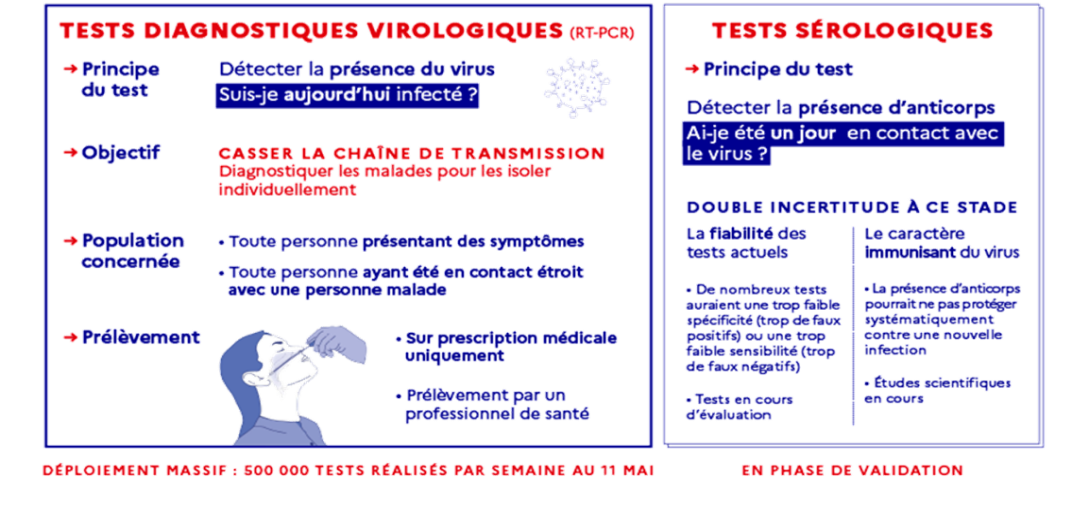 TESTS DIAGNOSTIQUES VIROLOGIQUES (RT-PCR)
→ Principe
du test
Détecter la présence du virus
Suis-je aujourd'hui infecté ?
→ Objectif
CASSER LA CHAÎNE DE TRANSMISSION
Diagnostiquer les malades pour les isoler
individuellement
→ Population
concernée
• Toute personne présentant des symptômes
• Toute personne ayant été en contact étroit
avec une personne malade
→ Prélèvement
• Sur prescription médicale
uniquement
• Prélèvement par un
professionnel de santé
DÉPLOIEMENT MASSIF : 500 000 TESTS RÉALISÉS PAR SEMAINE AU 11 MAI
TESTS SÉROLOGIQUES
→ Principe du test
Détecter la présence d'anticorps
Ai-je été un jour en contact avec
le virus ?
DOUBLE INCERTITUDE À CE STADE
La fiabilité des
tests actuels
• De nombreux tests
auraient une trop faible
spécificité (trop de faux
positifs) ou une trop
faible sensibilité (trop
de faux négatifs)
• Tests en cours
d'évaluation
Le caractère
immunisant du virus
• La présence d'anticorps
pourrait ne pas protéger
systématiquement
contre une nouvelle
infection
• Études scientifiques
en cours
EN PHASE DE VALIDATION